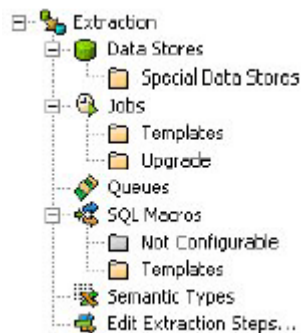 Extraction
Data Stores
Special Data Stores
Jobs
Templates
Upgrade
Queues
SQL Macros
Not Configurable
Templates
Semantic Types
Edit Extraction Steps...